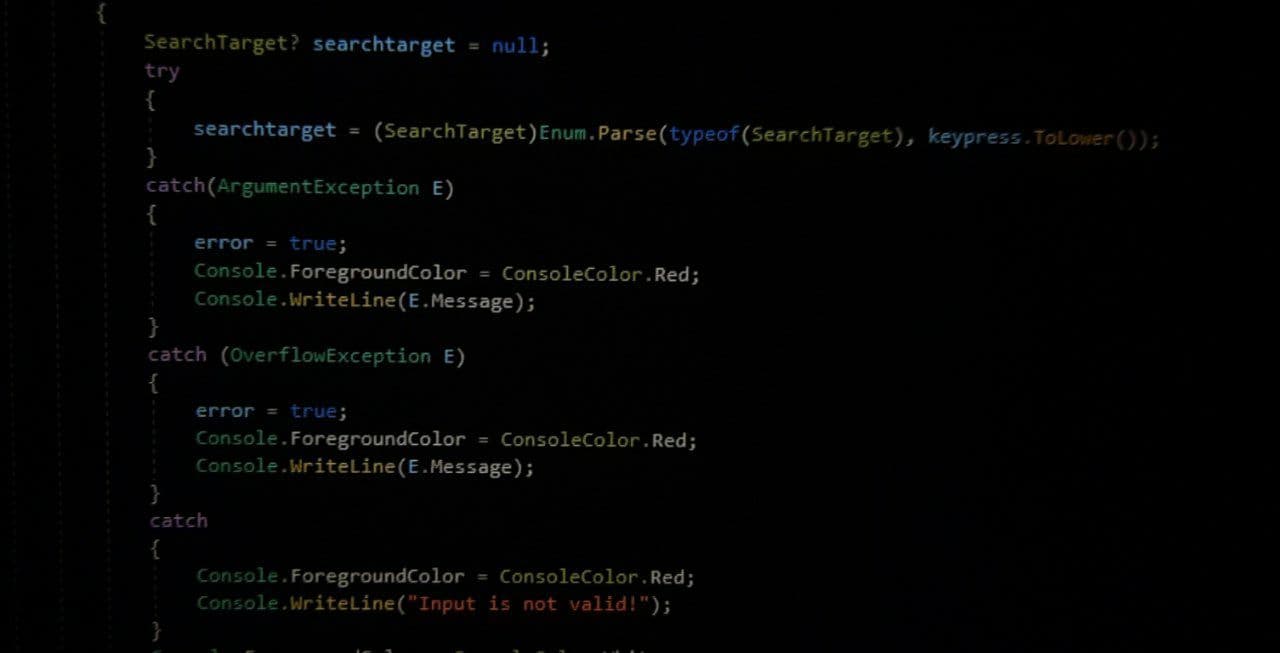 {
SearchTarget? searchtarget = null;
try
{
searchtarget = (SearchTarget)Enum.Parse(typeof(SearchTarget), keypress.ToLower());
}
catch(ArgumentException E)
{
error = true;
Console.ForegroundColor = ConsoleColor.Red;
Console.WriteLine(E.Message);
}
catch (OverflowException E)
{
error = true;
Console.ForegroundColor = ConsoleColor.Red;
Console.WriteLine(E.Message);
}
catch
{
Console.ForegroundColor = ConsoleColor.Red;
Console.WriteLine("Input is not valid!");
}